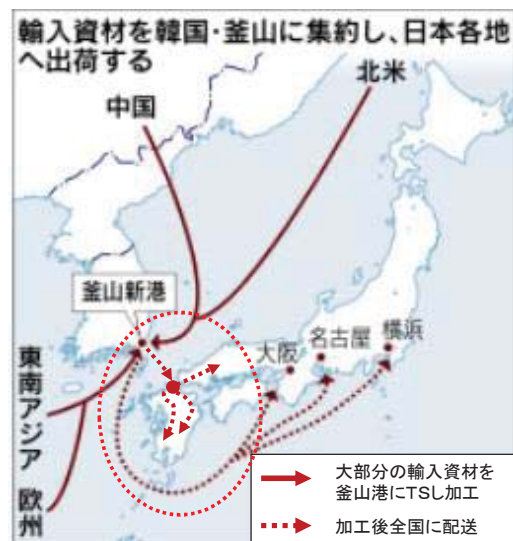 輸入資材を韓国・釜山に集約し、日本各地
へ出荷する
北米
中国
釜山新港
大阪
名古屋
横浜
東南アジア
欧州
大部分の輸入資材を
釜山港にTSし加工
加工後全国に配送